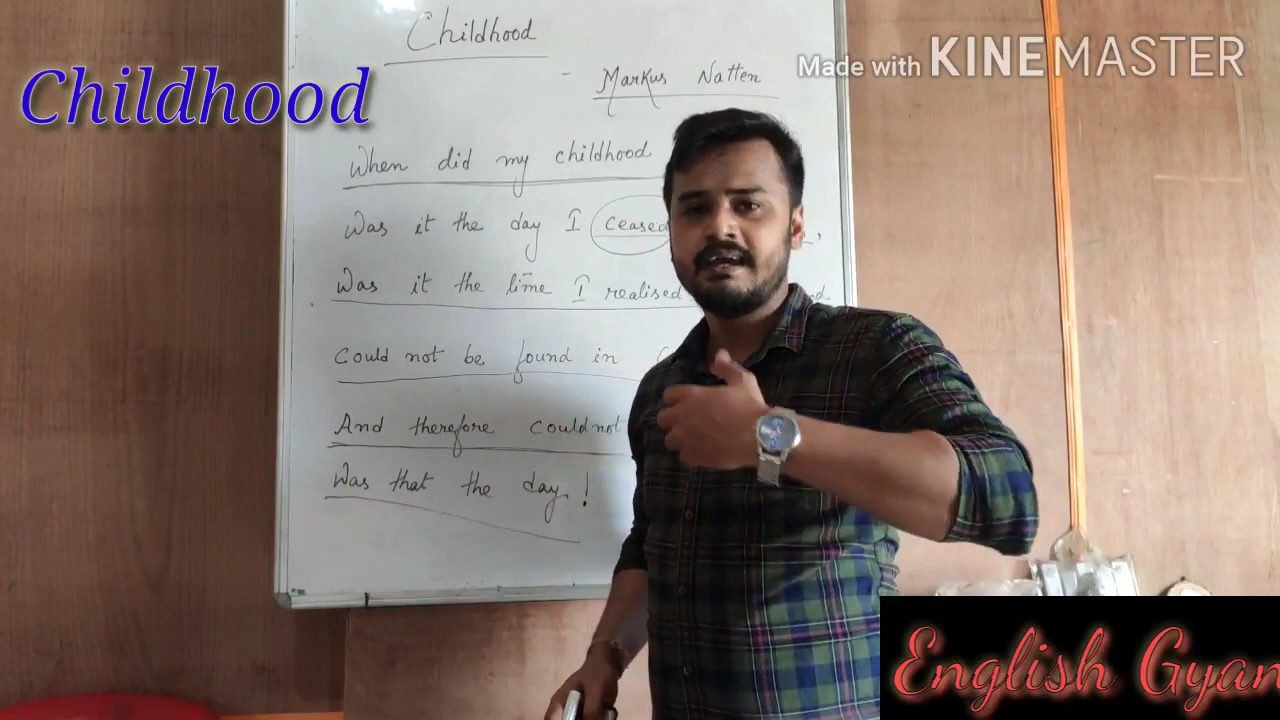 Childhood
- Markus Natten
Made with KINEMASTER
Childhood
When did my childhood
Was it the day I ceased
Was it the time I realised
Could not be found in
And therefore could not
Was that the day !
English Gyan